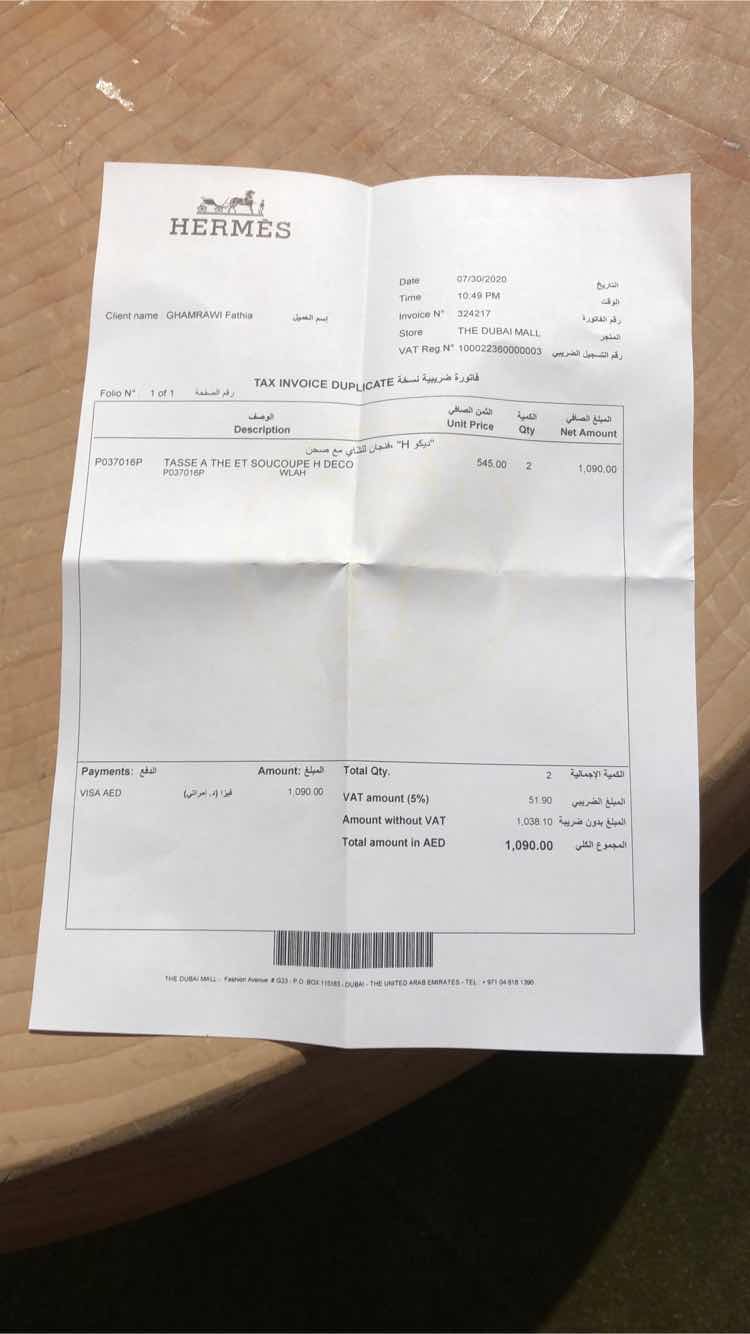 HERMÈS
Date 07/30/2020 التاريخ
Time 10:49 PM الوقت
Client name : GHAMRAWI Fathia إسم العميل
Invoice N° 324217 رقم الفاتورة
Store THE DUBAI MALL المتجر
VAT Reg N° 100022360000003 رقم التسجيل الضريبي
TAX INVOICE DUPLICATE فاتورة ضريبية نسخة
Folio N° 1 of 1 رقم الصفحة
الوصف الثمن الصافي الكمية المبلغ الصافي
Description Unit Price Qty Net Amount
"ديكو H" ،فنجان للشاي مع صحن
P037016P TASSE A THE ET SOUCOUPE H DECO 545.00 2 1,090.00
P037016P WLAH
Payments: الدفع Amount: المبلغ Total Qty. 2 الكمية الاجمالية
VISA AED فيزا (د. إمراتي) 1,090.00 VAT amount (5%) 51.90 المبلغ الضريبي
Amount without VAT 1,038.10 المبلغ بدون ضريبة
Total amount in AED 1,090.00 المجموع الكلي
THE DUBAI MALL - Fashion Avenue # G33 - P.O. BOX 115183 - DUBAI - THE UNITED ARAB EMIRATES - TEL : + 971 04 818 1390